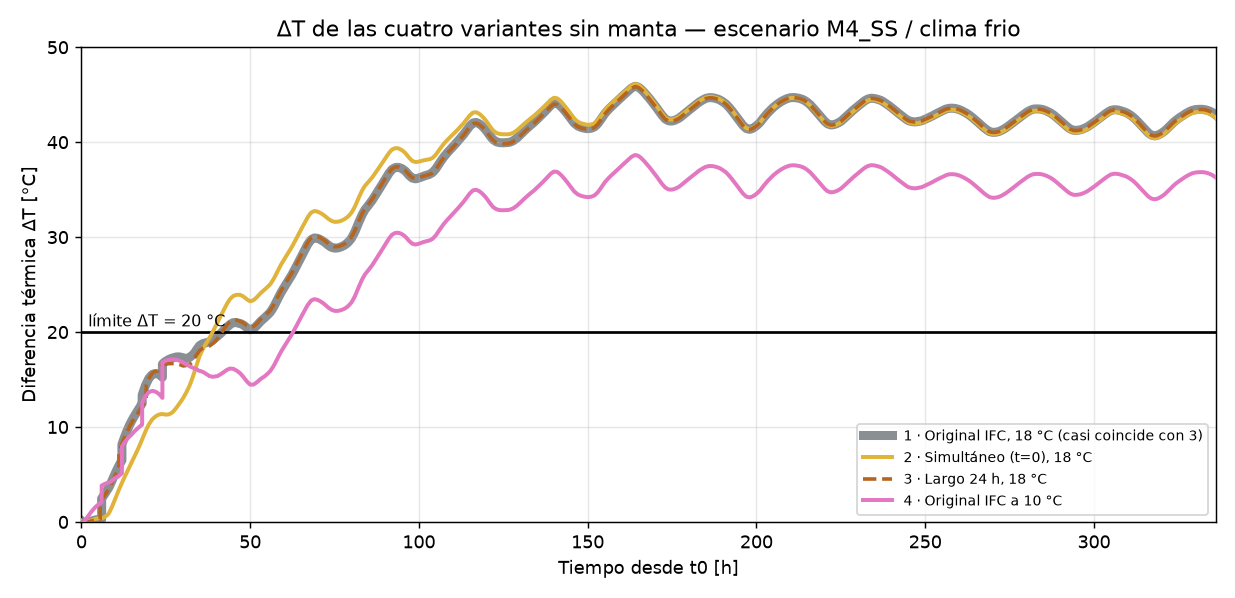 ΔT de las cuatro variantes sin manta — escenario M4_SS / clima frio
Diferencia térmica ΔT [°C]
50
40
30
20
10
0
límite ΔT = 20 °C
1 · Original IFC, 18 °C (casi coincide con 3)
2 · Simultáneo (t=0), 18 °C
3 · Largo 24 h, 18 °C
4 · Original IFC a 10 °C
0 50 100 150 200 250 300
Tiempo desde t0 [h]